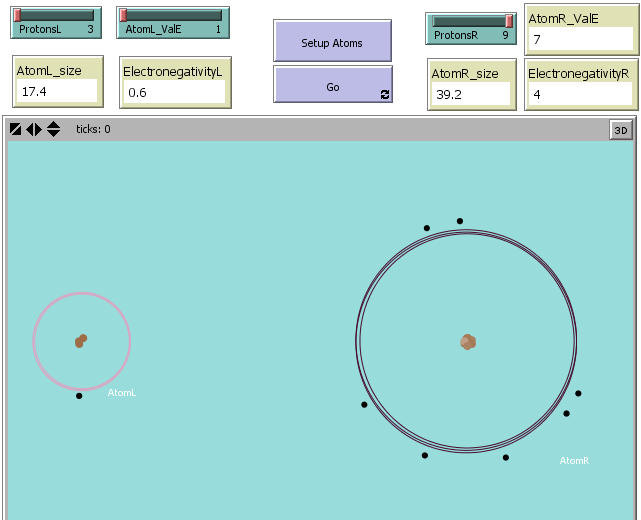 ProtonsL 3
AtomL_ValE 1
Setup Atoms
Go
ProtonsR 9
AtomR_ValE
7
AtomL_size
17.4
ElectronegativityL
0.6
AtomR_size
39.2
ElectronegativityR
4
ticks: 0
3D
AtomL
AtomR